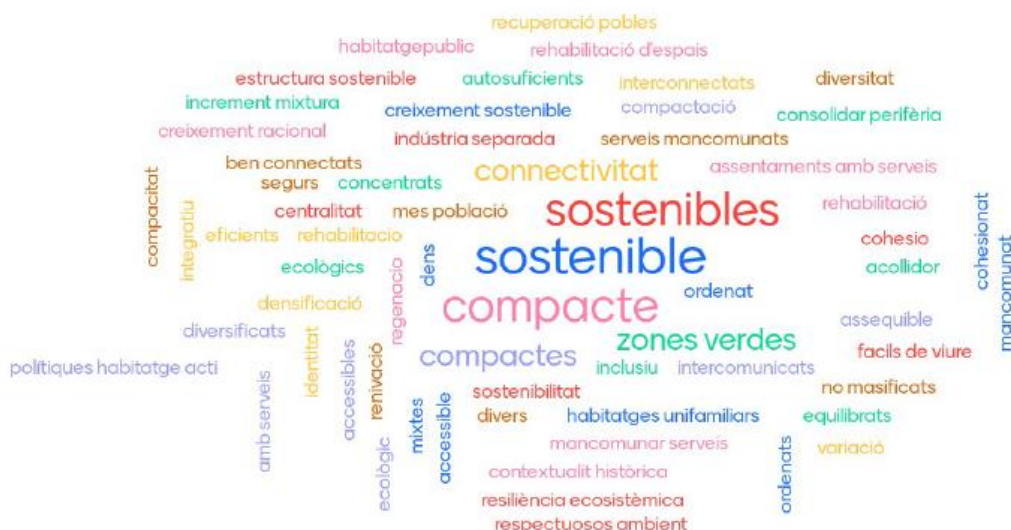 recuperació pobles
habitatgepublic
rehabilitació d'espais
estructura sostenible
autosuficients
interconnectats
diversitat
increment mixtura
creixement sostenible
compactació
consolidar perifèria
creixement racional
indústria separada
serveis mancomunats
ben connectats
connectivitat
assentaments amb serveis
segurs
concentrats
compacitat
integratiu
centralitat
mes població
sostenibles
rehabilitació
eficients
rehabilitacio
cohesio
cohesionat
mancomunat
ecològics
regenacio
dens
sostenible
acollidor
ordenat
densificació
compacte
assequible
diversificats
identitat
zones verdes
facils de viure
polítiques habitatge acti
accessibles
renivació
compactes
inclusiu
intercomunicats
amb serveis
sostenibilitat
no masificats
mixtes
accessible
divers
habitatges unifamiliars
equilibrats
ecològic
mancomunar serveis
ordenats
variació
contextualit històrica
resiliència ecosistèmica
respectuosos ambient